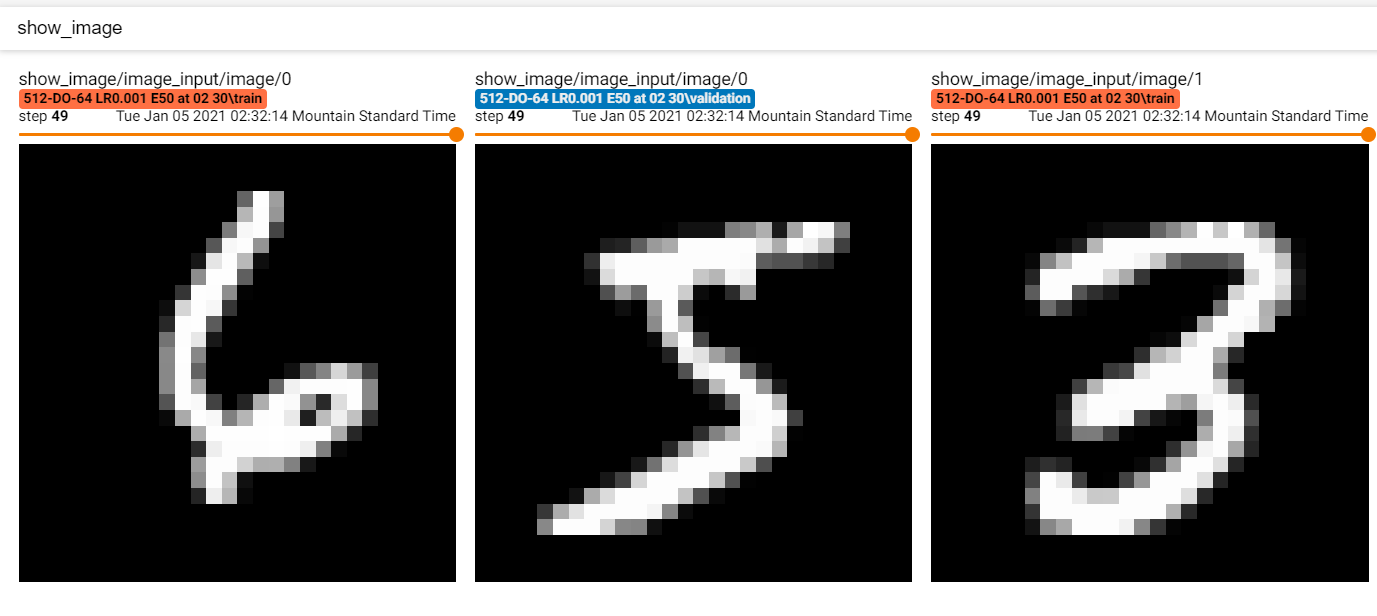 show_image
show_image/image_input/image/0
512-DO-64 LR0.001 E50 at 02 30\train
step 49 Tue Jan 05 2021 02:32:14 Mountain Standard Time
6
show_image/image_input/image/0
512-DO-64 LR0.001 E50 at 02 30\validation
step 49 Tue Jan 05 2021 02:32:14 Mountain Standard Time
5
show_image/image_input/image/1
512-DO-64 LR0.001 E50 at 02 30\train
step 49 Tue Jan 05 2021 02:32:14 Mountain Standard Time
3